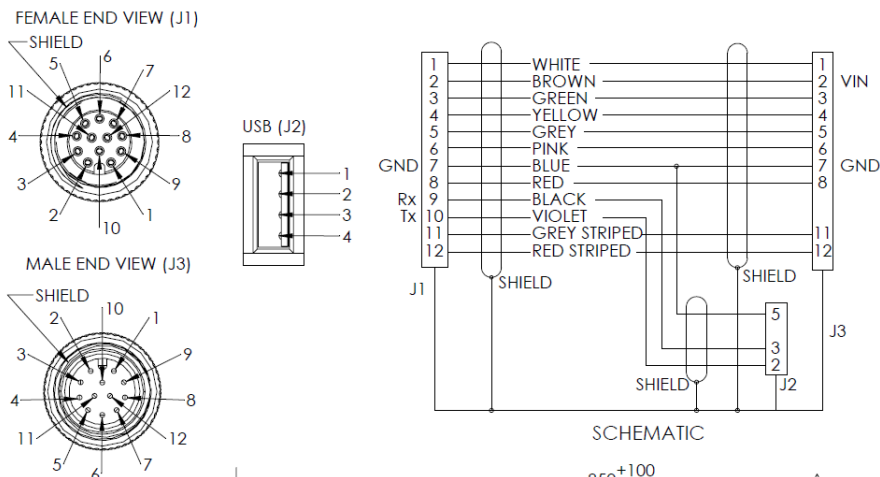 FEMALE END VIEW (J1)
SHIELD
5
6
7
11
12
4
8
3
9
2
1
10
USB (J2)
1
2
3
4
MALE END VIEW (J3)
SHIELD
10
2
1
3
9
4
8
11
12
5
7
6
1 WHITE 1
2 BROWN 2 VIN
3 GREEN 3
4 YELLOW 4
5 GREY 5
6 PINK 6
GND 7 BLUE 7 GND
8 RED 8
Rx 9 BLACK
Tx 10 VIOLET
11 GREY STRIPED 11
12 RED STRIPED 12
J1
SHIELD
SHIELD
5
3
2
J3
SHIELD
J2
SCHEMATIC
+100